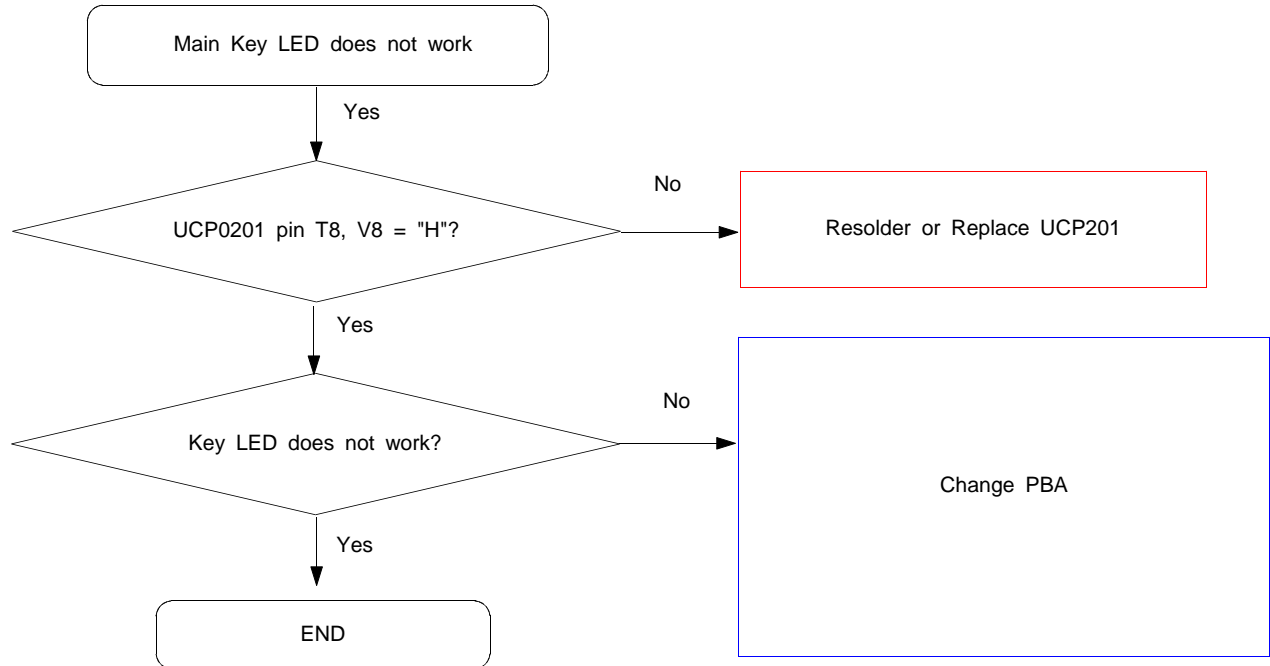 Main Key LED does not work
Yes
UCP0201 pin T8, V8 = "H"?
No
Resolder or Replace UCP201
Yes
Key LED does not work?
No
Change PBA
Yes
END